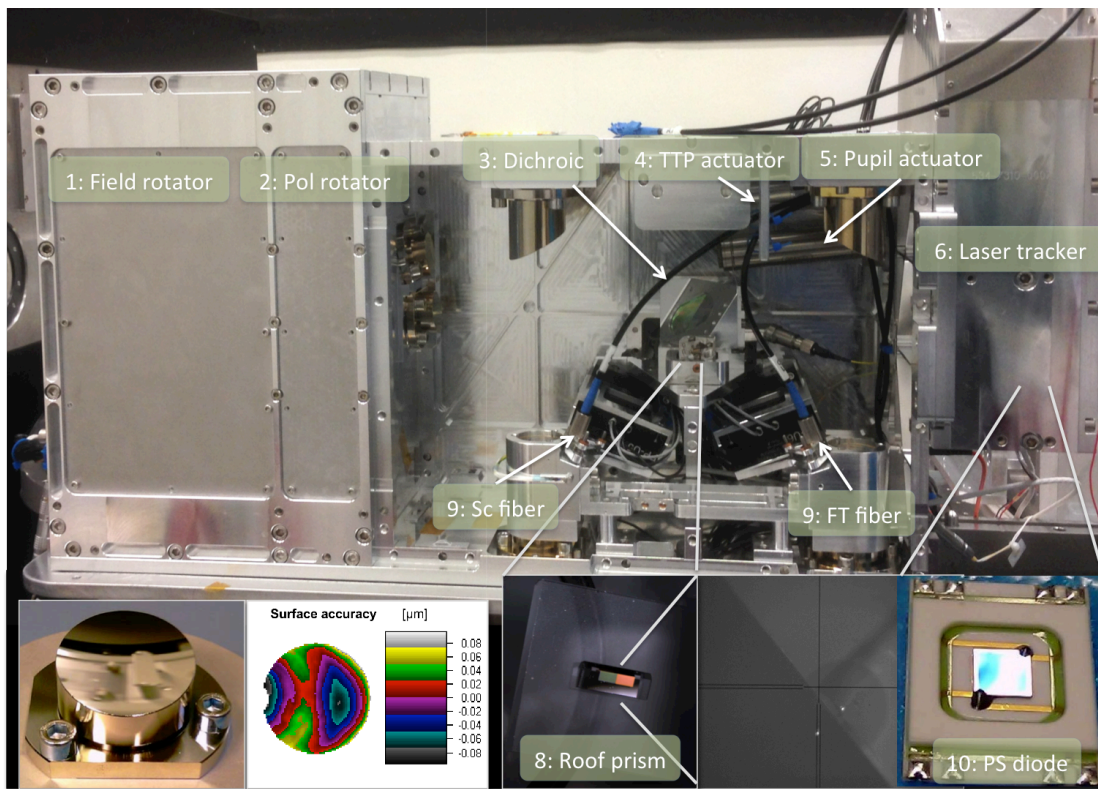 3: Dichroic
4: TTP actuator
5: Pupil actuator
1: Field rotator
2: Pol rotator
6: Laser tracker
9: Sc fiber
9: FT fiber
Surface accuracy [µm]
0.08
0.06
0.04
0.02
0.00
-0.02
-0.04
-0.06
-0.08
8: Roof prism
10: PS diode